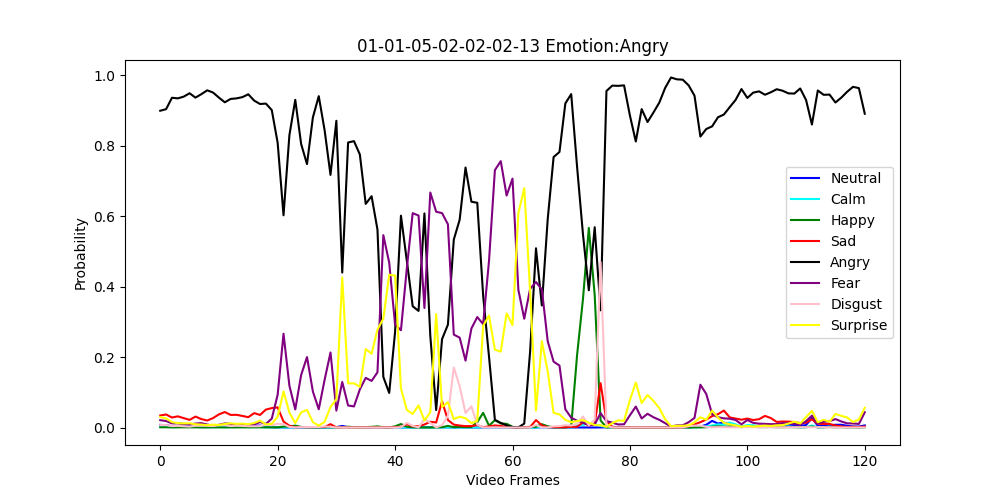 01-01-05-02-02-02-13 Emotion:Angry
1.0
0.8
0.6
0.4
0.2
0.0
Probability
0 20 40 60 80 100 120
Video Frames
Neutral
Calm
Happy
Sad
Angry
Fear
Disgust
Surprise